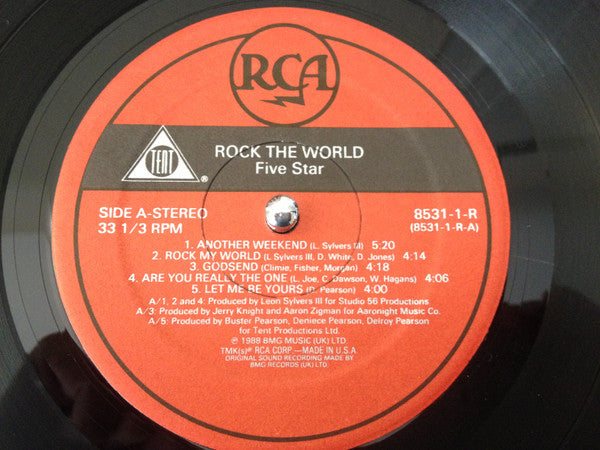 RCA
TENT
®
ROCK THE WORLD
Five Star
SIDE A-STEREO
33 1/3 RPM
8531-1-R
(8531-1-R-A)
1. ANOTHER WEEKEND (L. Sylvers III) 5:20
2. ROCK MY WORLD (L Sylvers III, D. White, D. Jones) 4:14
3. GODSEND (Climie, Fisher, Morgan) 4:18
4. ARE YOU REALLY THE ONE (L. Joe, C. Dawson, W. Hagans) 4:06
5. LET ME BE YOURS (D. Pearson) 4:00
A/1, 2 and 4: Produced by Leon Sylvers III for Studio 56 Productions
A/3: Produced by Jerry Knight and Aaron Zigman for Aaronight Music Co.
A/5: Produced by Buster Pearson, Deniece Pearson, Delroy Pearson
for Tent Productions Ltd.
℗ 1988 BMG MUSIC (UK) LTD.
TMK(s) ® RCA CORP.—MADE IN U.S.A.
ORIGINAL SOUND RECORDING MADE BY
BMG RECORDS (UK) LTD.